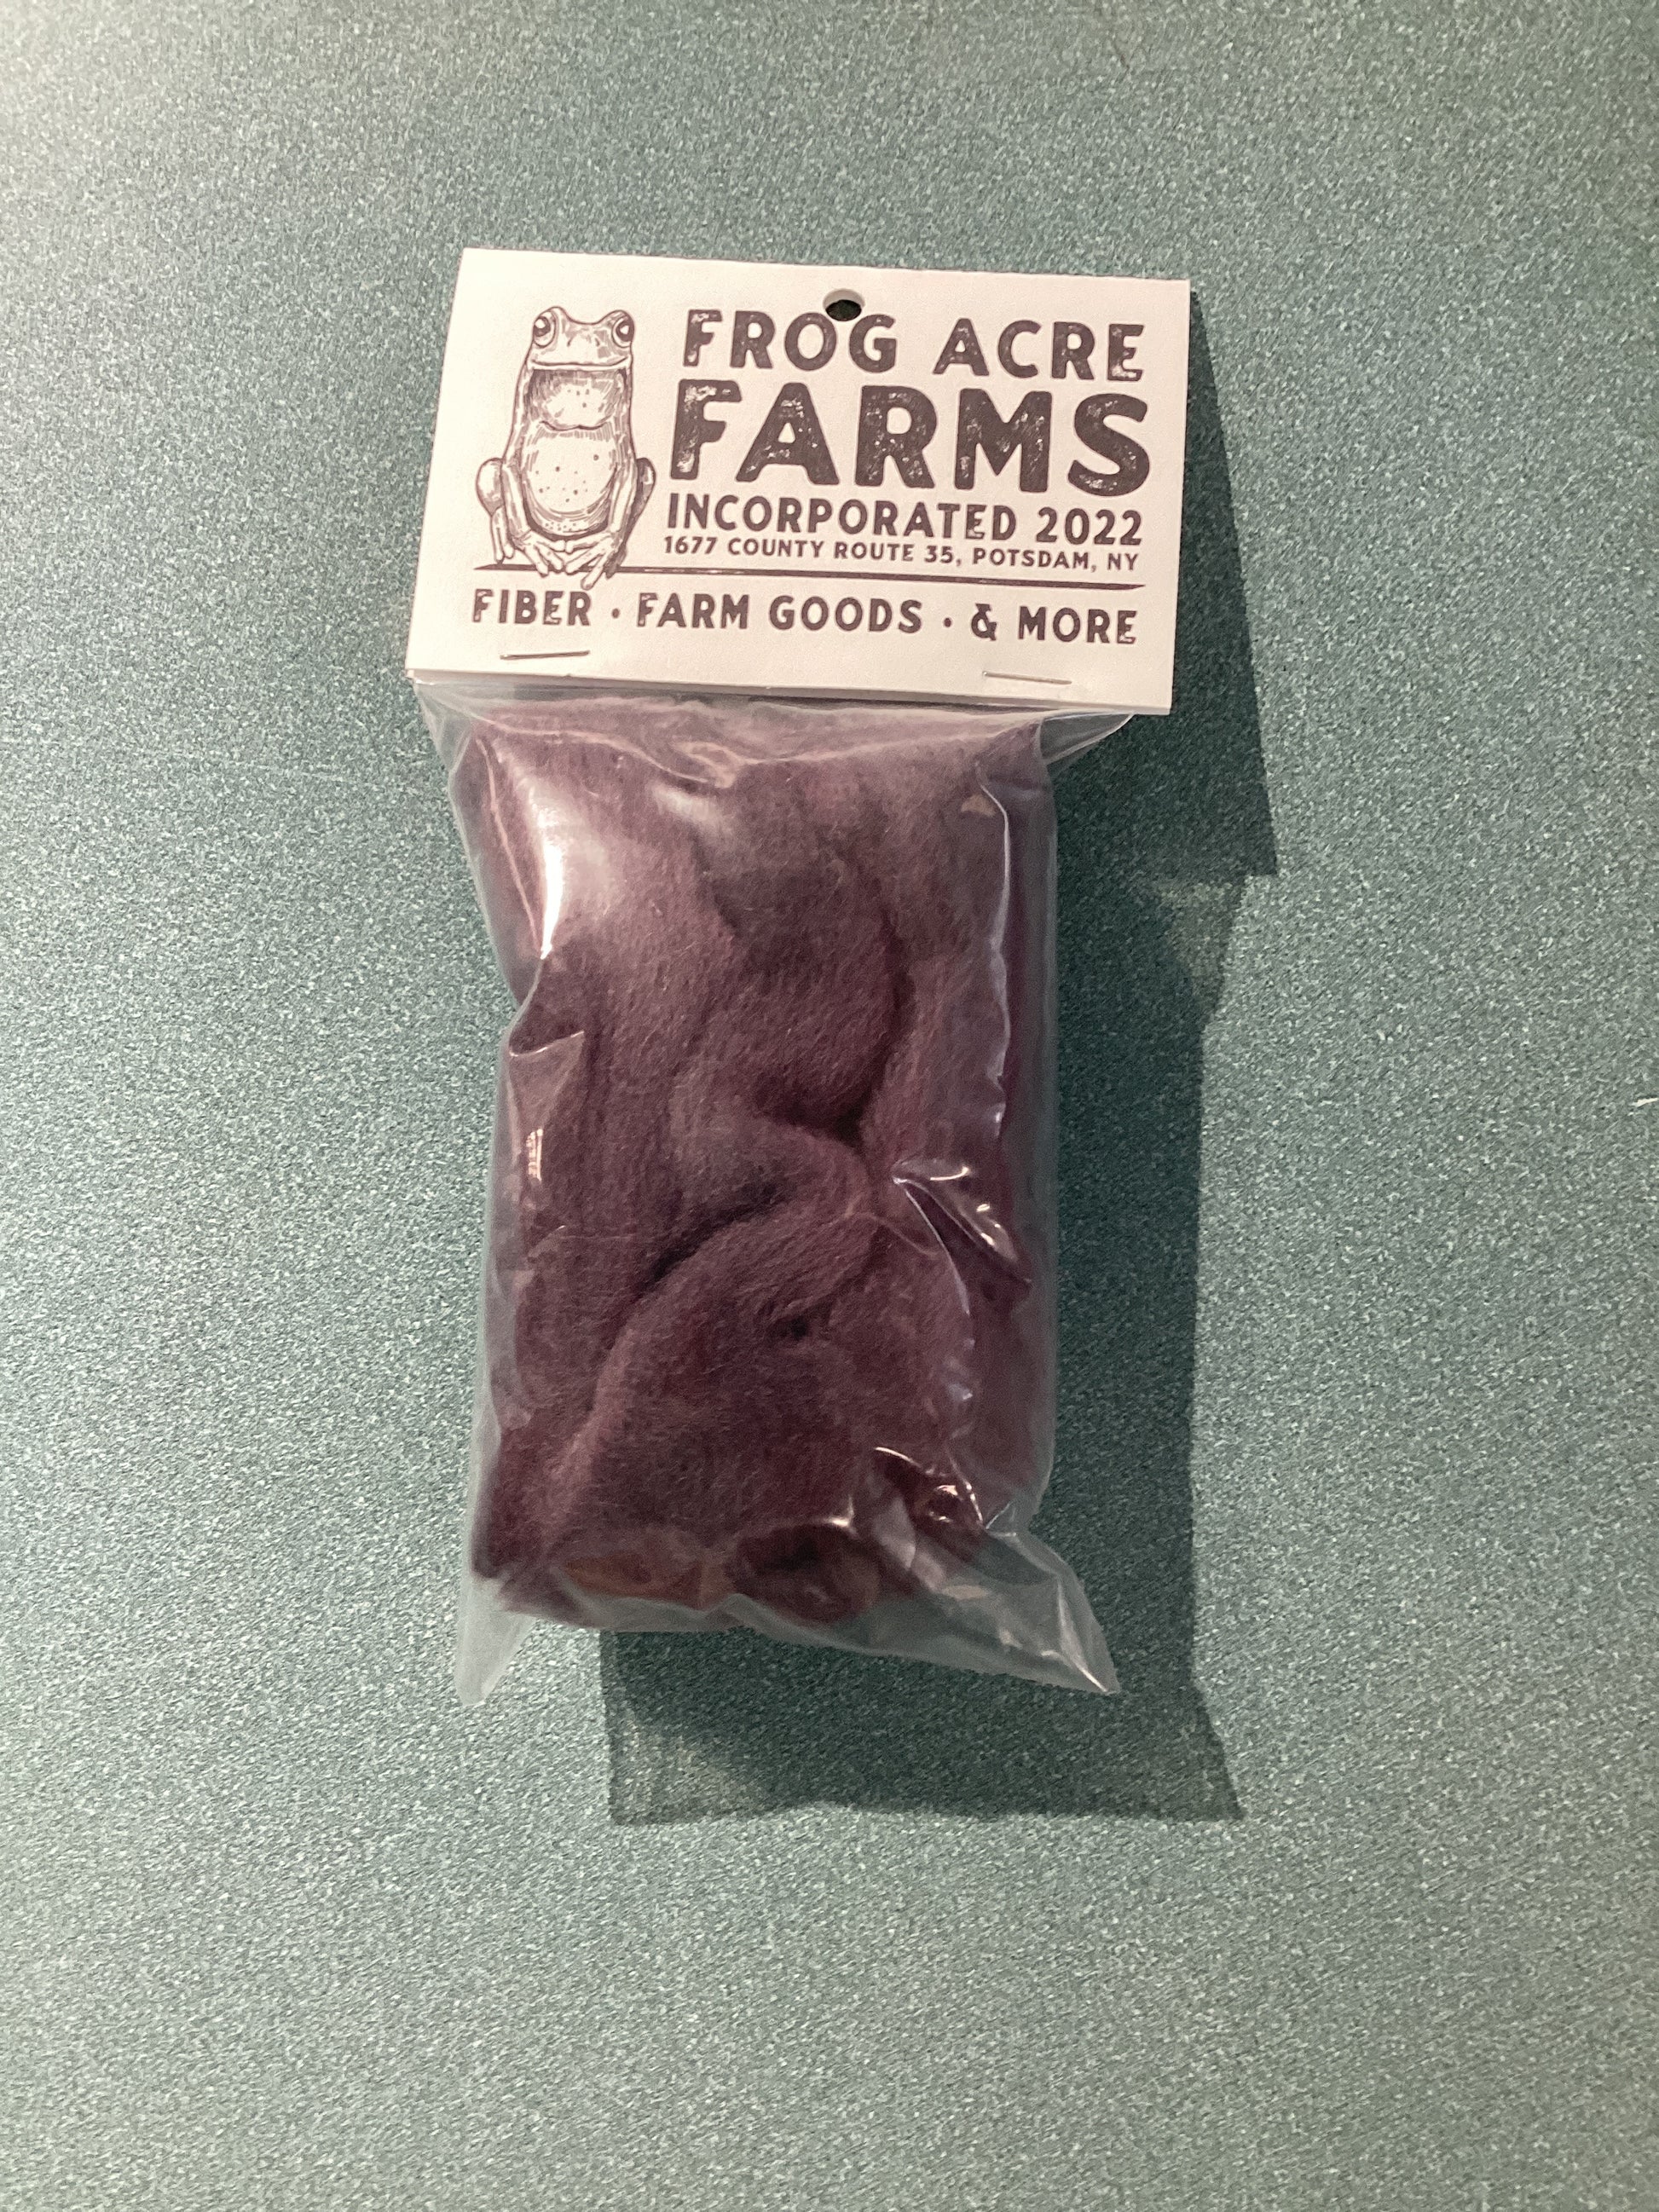 FROG ACRE
FARMS
INCORPORATED 2022
1677 COUNTY ROUTE 35, POTSDAM, NY
FIBER · FARM GOODS · & MORE